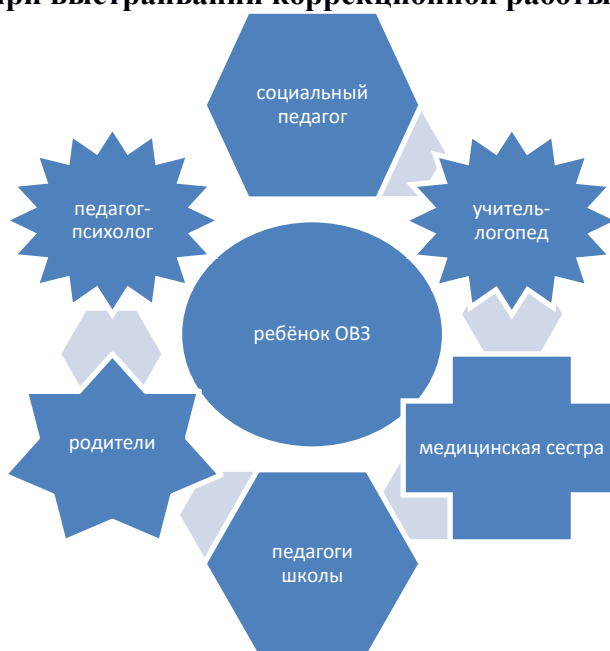 при выстраивании коррекционной работы
социальный
педагог
педагог-
психолог
учитель-
логопед
ребёнок ОВЗ
родители
медицинская сестра
педагоги
школы